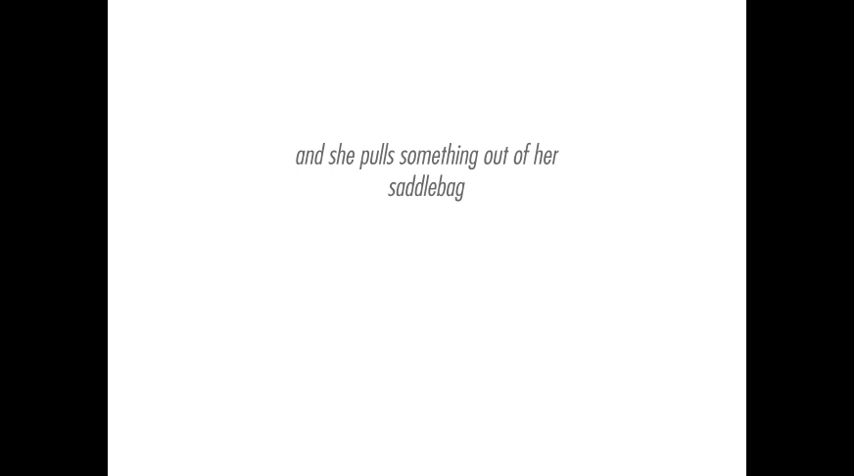 and she pulls something out of her
saddlebag